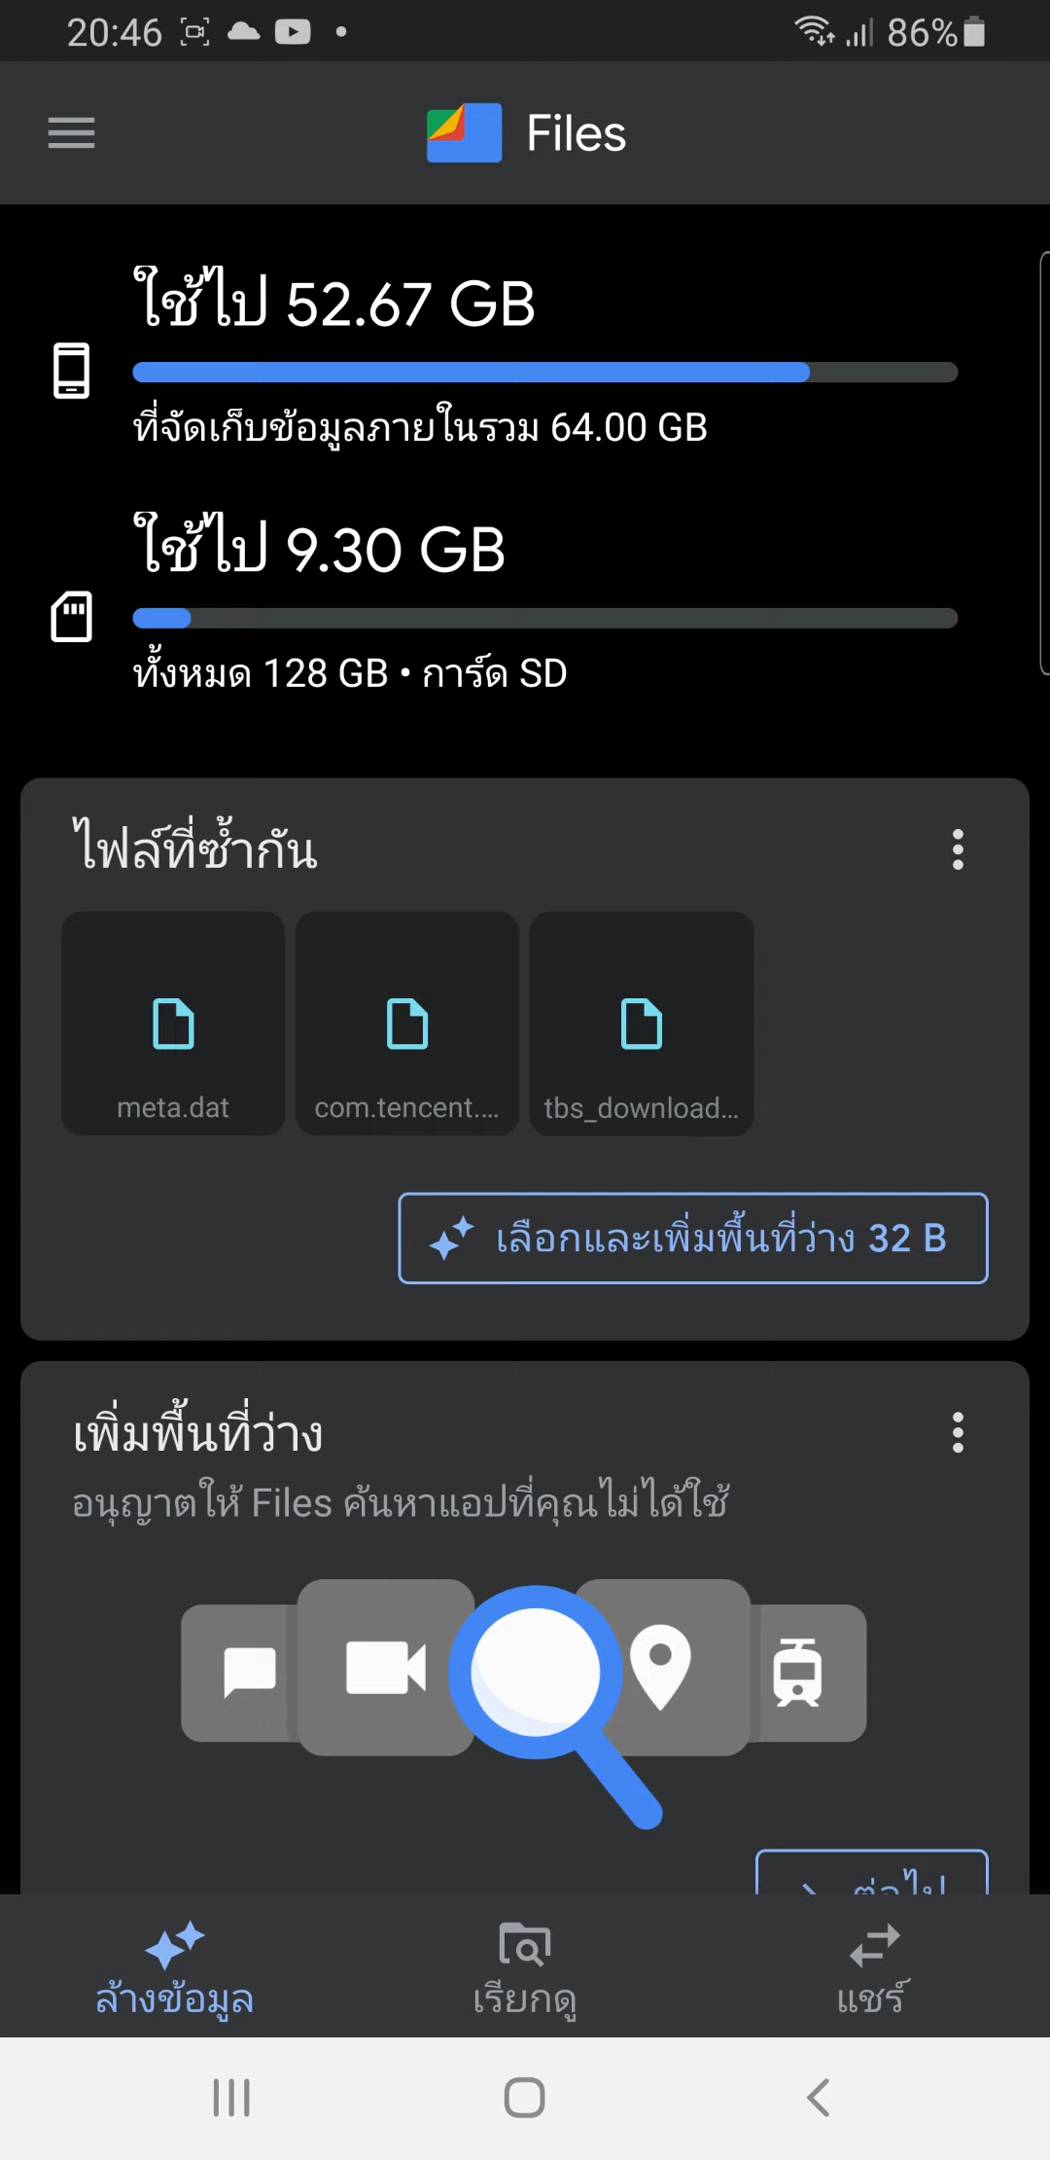 20:46
86%
Files
ใช้ไป 52.67 GB
ที่จัดเก็บข้อมูลภายในรวม 64.00 GB
ใช้ไป 9.30 GB
ทั้งหมด 128 GB • การ์ด SD
ไฟล์ที่ซ้ำกัน
meta.dat
com.tencent....
tbs_download...
เลือกและเพิ่มพื้นที่ว่าง 32 B
เพิ่มพื้นที่ว่าง
อนุญาตให้ Files ค้นหาแอปที่คุณไม่ได้ใช้
ต่อไป
ล้างข้อมูล
เรียกดู
แชร์